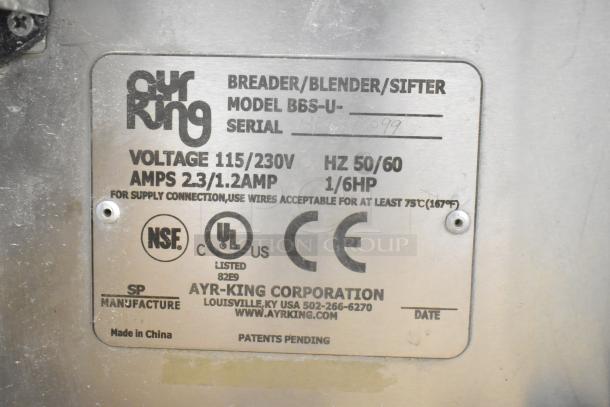 ayr
King
BREADER/BLENDER/SIFTER
MODEL BBS-U-
SERIAL 99
VOLTAGE 115/230V HZ 50/60
AMPS 2.3/1.2AMP 1/6HP
FOR SUPPLY CONNECTION,USE WIRES ACCEPTABLE FOR AT LEAST 75℃(167℉)
NSF. C UL US CE
AUCTION GROUP
LISTED
82E9
SP AYR-KING CORPORATION
MANUFACTURE LOUISVILLE,KY USA 502-266-6270 DATE
WWW.AYRKING.COM
Made in China PATENTS PENDING